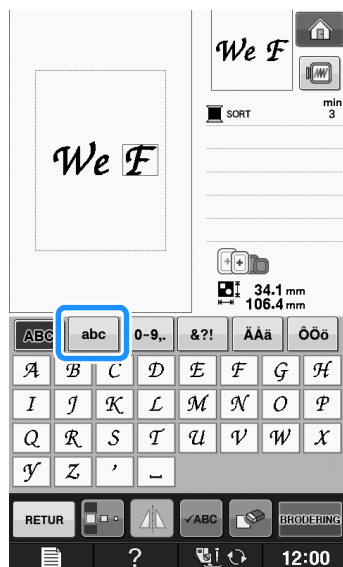 We F
min
SORT 3
We F
34.1 mm
106.4 mm
ABC abc 0~9,. &?! ÄÅä ÔÖö
A B C D E F G H
I J K L M N O P
Q R S T U V W X
Y Z ' ⌴
RETUR ✓ABC BRODERING
? 12:00